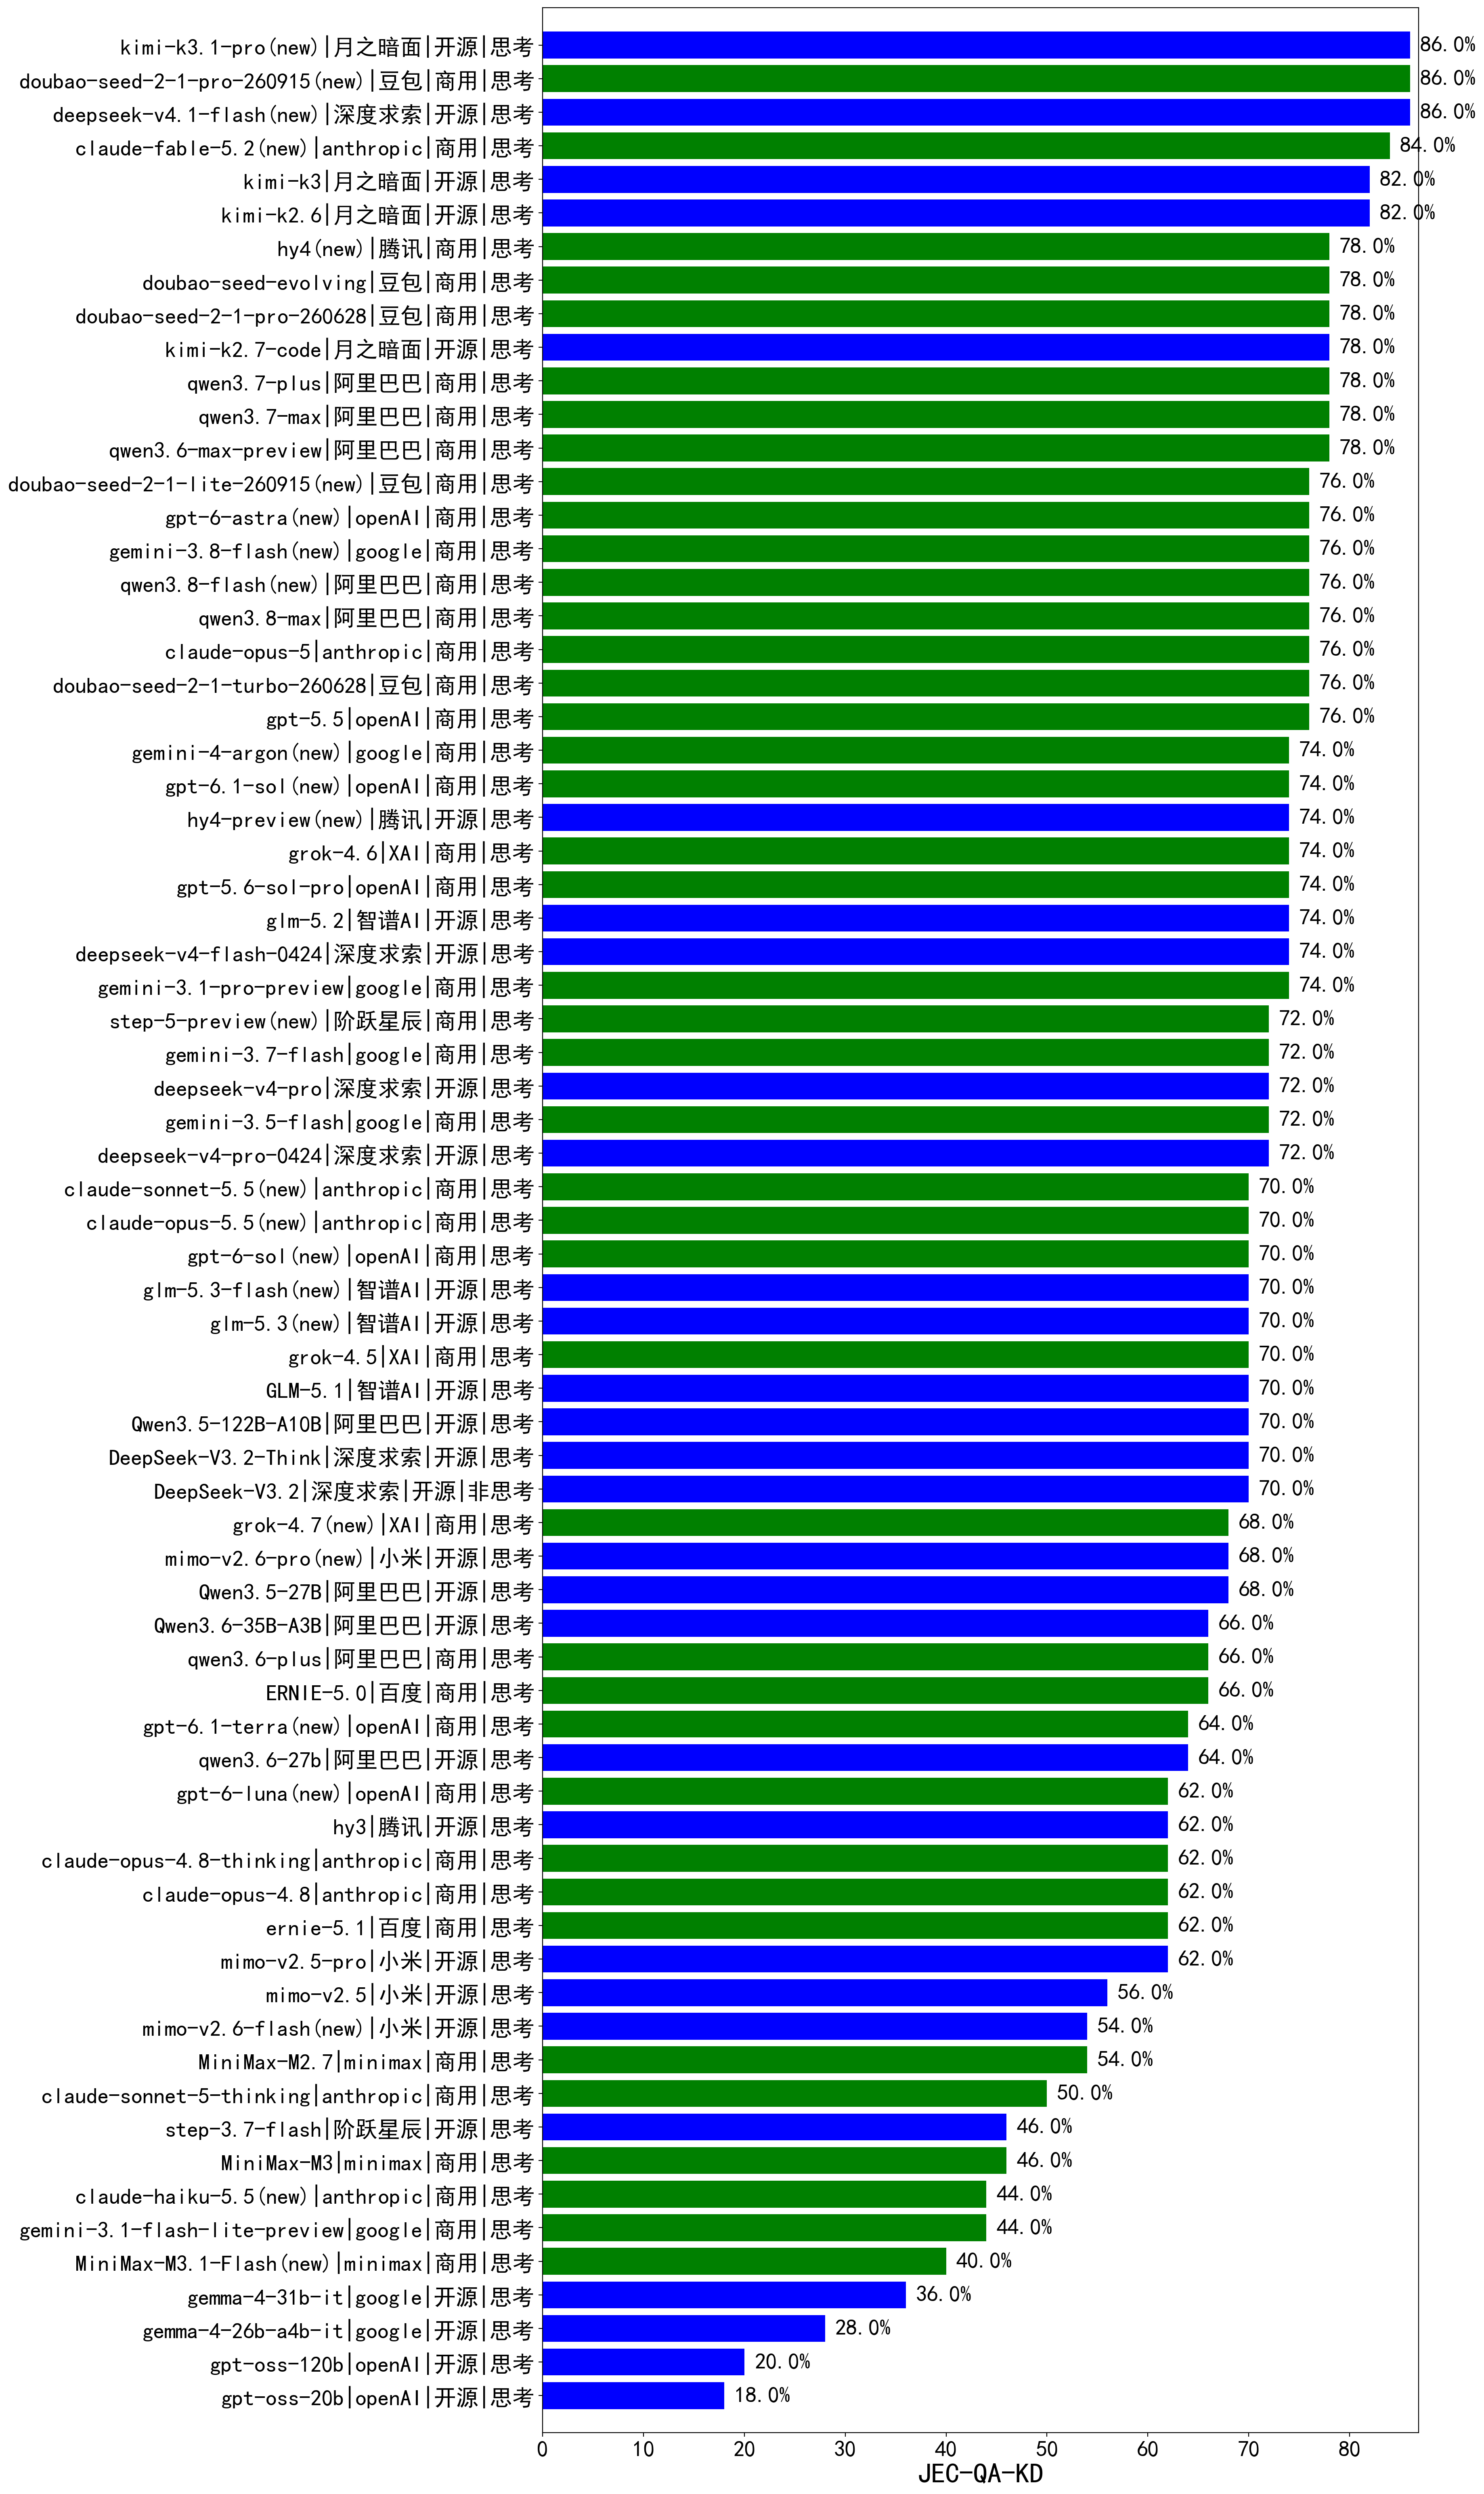 kimi-k3.1-pro(new)|月之暗面|开源|思考 86.0%
doubao-seed-2-1-pro-260915(new)|豆包|商用|思考 86.0%
deepseek-v4.1-flash(new)|深度求索|开源|思考 86.0%
claude-fable-5.2(new)|anthropic|商用|思考 84.0%
kimi-k3|月之暗面|开源|思考 82.0%
kimi-k2.6|月之暗面|开源|思考 82.0%
hy4(new)|腾讯|商用|思考 78.0%
doubao-seed-evolving|豆包|商用|思考 78.0%
doubao-seed-2-1-pro-260628|豆包|商用|思考 78.0%
kimi-k2.7-code|月之暗面|开源|思考 78.0%
qwen3.7-plus|阿里巴巴|商用|思考 78.0%
qwen3.7-max|阿里巴巴|商用|思考 78.0%
qwen3.6-max-preview|阿里巴巴|商用|思考 78.0%
doubao-seed-2-1-lite-260915(new)|豆包|商用|思考 76.0%
gpt-6-astra(new)|openAI|商用|思考 76.0%
gemini-3.8-flash(new)|google|商用|思考 76.0%
qwen3.8-flash(new)|阿里巴巴|商用|思考 76.0%
qwen3.8-max|阿里巴巴|商用|思考 76.0%
claude-opus-5|anthropic|商用|思考 76.0%
doubao-seed-2-1-turbo-260628|豆包|商用|思考 76.0%
gpt-5.5|openAI|商用|思考 76.0%
gemini-4-argon(new)|google|商用|思考 74.0%
gpt-6.1-sol(new)|openAI|商用|思考 74.0%
hy4-preview(new)|腾讯|开源|思考 74.0%
grok-4.6|XAI|商用|思考 74.0%
gpt-5.6-sol-pro|openAI|商用|思考 74.0%
glm-5.2|智谱AI|开源|思考 74.0%
deepseek-v4-flash-0424|深度求索|开源|思考 74.0%
gemini-3.1-pro-preview|google|商用|思考 74.0%
step-5-preview(new)|阶跃星辰|商用|思考 72.0%
gemini-3.7-flash|google|商用|思考 72.0%
deepseek-v4-pro|深度求索|开源|思考 72.0%
gemini-3.5-flash|google|商用|思考 72.0%
deepseek-v4-pro-0424|深度求索|开源|思考 72.0%
claude-sonnet-5.5(new)|anthropic|商用|思考 70.0%
claude-opus-5.5(new)|anthropic|商用|思考 70.0%
gpt-6-sol(new)|openAI|商用|思考 70.0%
glm-5.3-flash(new)|智谱AI|开源|思考 70.0%
glm-5.3(new)|智谱AI|开源|思考 70.0%
grok-4.5|XAI|商用|思考 70.0%
GLM-5.1|智谱AI|开源|思考 70.0%
Qwen3.5-122B-A10B|阿里巴巴|开源|思考 70.0%
DeepSeek-V3.2-Think|深度求索|开源|思考 70.0%
DeepSeek-V3.2|深度求索|开源|非思考 70.0%
grok-4.7(new)|XAI|商用|思考 68.0%
mimo-v2.6-pro(new)|小米|开源|思考 68.0%
Qwen3.5-27B|阿里巴巴|开源|思考 68.0%
Qwen3.6-35B-A3B|阿里巴巴|开源|思考 66.0%
qwen3.6-plus|阿里巴巴|商用|思考 66.0%
ERNIE-5.0|百度|商用|思考 66.0%
gpt-6.1-terra(new)|openAI|商用|思考 64.0%
qwen3.6-27b|阿里巴巴|开源|思考 64.0%
gpt-6-luna(new)|openAI|商用|思考 62.0%
hy3|腾讯|开源|思考 62.0%
claude-opus-4.8-thinking|anthropic|商用|思考 62.0%
claude-opus-4.8|anthropic|商用|思考 62.0%
ernie-5.1|百度|商用|思考 62.0%
mimo-v2.5-pro|小米|开源|思考 62.0%
mimo-v2.5|小米|开源|思考 56.0%
mimo-v2.6-flash(new)|小米|开源|思考 54.0%
MiniMax-M2.7|minimax|商用|思考 54.0%
claude-sonnet-5-thinking|anthropic|商用|思考 50.0%
step-3.7-flash|阶跃星辰|开源|思考 46.0%
MiniMax-M3|minimax|商用|思考 46.0%
claude-haiku-5.5(new)|anthropic|商用|思考 44.0%
gemini-3.1-flash-lite-preview|google|商用|思考 44.0%
MiniMax-M3.1-Flash(new)|minimax|商用|思考 40.0%
gemma-4-31b-it|google|开源|思考 36.0%
gemma-4-26b-a4b-it|google|开源|思考 28.0%
gpt-oss-120b|openAI|开源|思考 20.0%
gpt-oss-20b|openAI|开源|思考 18.0%
0 10 20 30 40 50 60 70 80
JEC-QA-KD